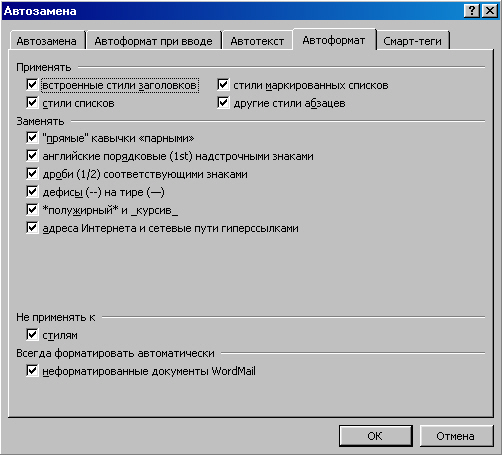 Автозамена
Автозамена Автоформат при вводе Автотекст Автоформат Смарт-теги
Применять
встроенные стили заголовков стили маркированных списков
стили списков другие стили абзацев
Заменять
"прямые" кавычки «парными»
английские порядковые (1st) надстрочными знаками
дроби (1/2) соответствующими знаками
дефисы (--) на тире (—)
*полужирный* и _курсив_
адреса Интернета и сетевые пути гиперссылками
Не применять к
стилям
Всегда форматировать автоматически
неформатированные документы WordMail
ОК Отмена